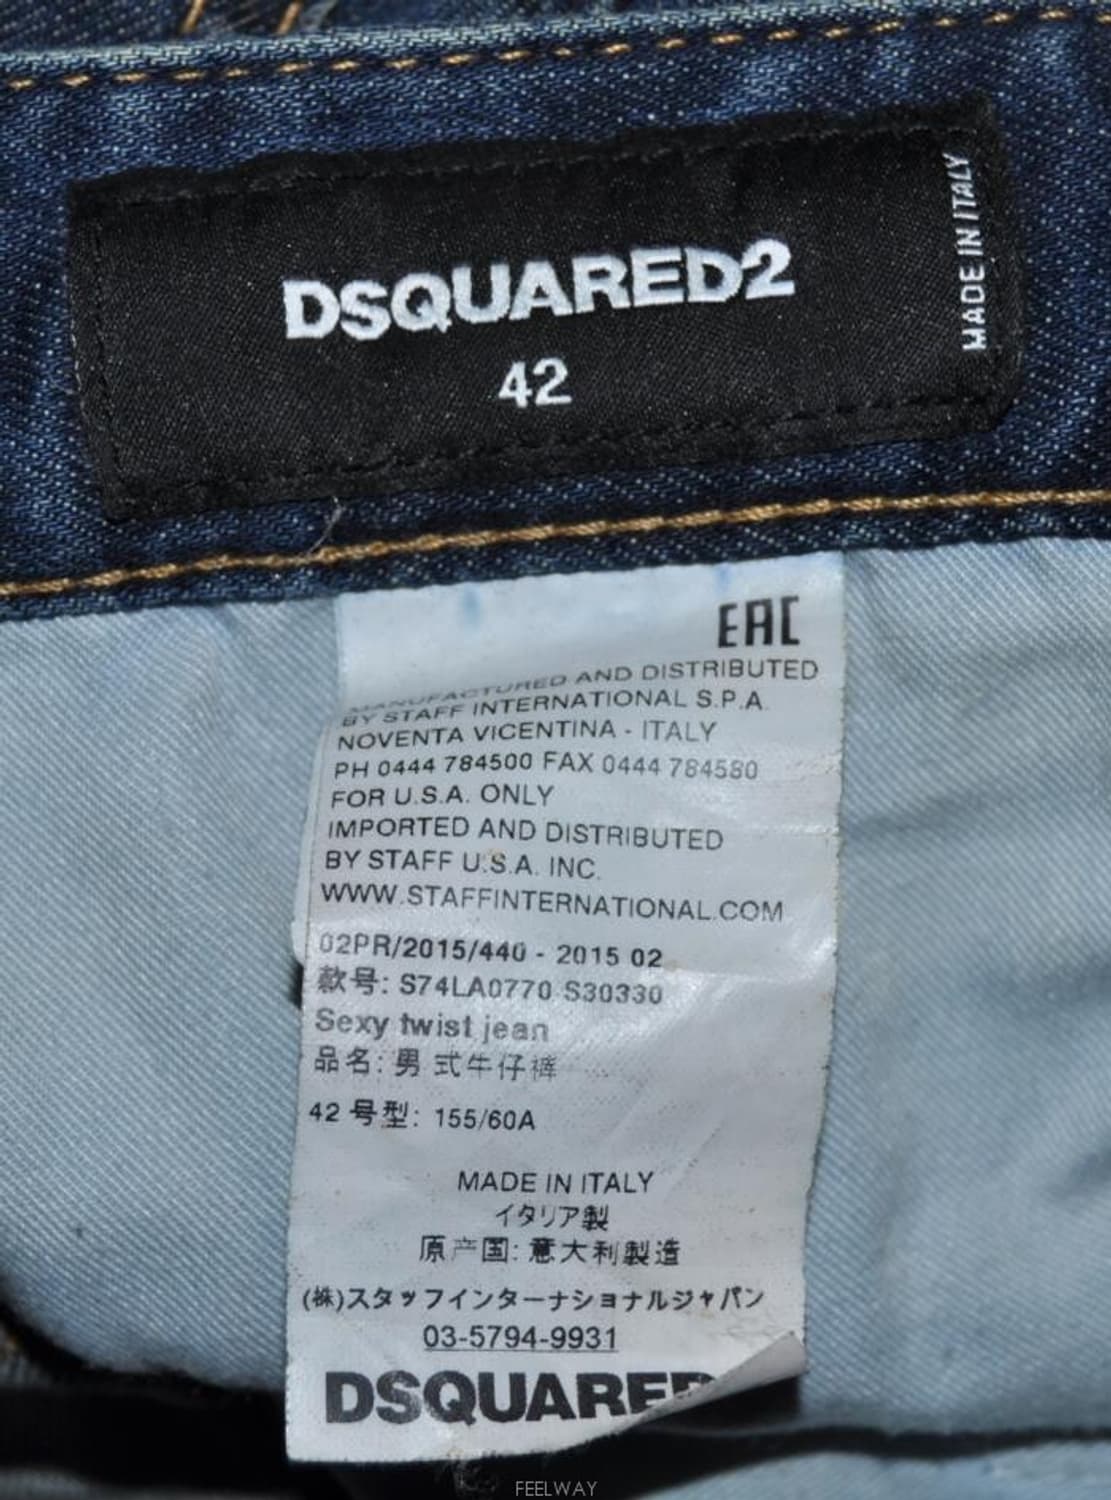 DSQUARED2
42
MADE IN ITALY
EAC
MANUFACTURED AND DISTRIBUTED
BY STAFF INTERNATIONAL S.P.A.
NOVENTA VICENTINA - ITALY
PH 0444 784500 FAX 0444 784580
FOR U.S.A. ONLY
IMPORTED AND DISTRIBUTED
BY STAFF U.S.A. INC.
WWW.STAFFINTERNATIONAL.COM
02PR/2015/440 - 2015 02
款号: S74LA0770 S30330
Sexy twist jean
品名: 男式牛仔裤
42 号型: 155/60A
MADE IN ITALY
イタリア製
原产国: 意大利製造
(株)スタッフインターナショナルジャパン
03-5794-9931
DSQUARED
FEELWAY